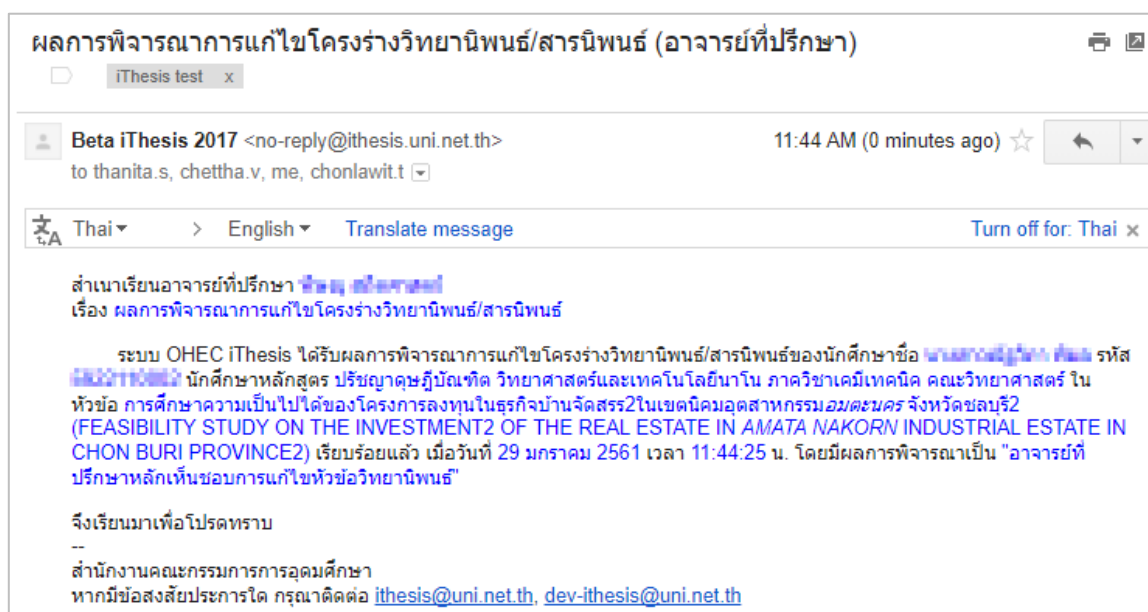 ผลการพิจารณาการแก้ไขโครงร่างวิทยานิพนธ์/สารนิพนธ์ (อาจารย์ที่ปรึกษา)
iThesis test x
Beta iThesis 2017 <no-reply@ithesis.uni.net.th> 11:44 AM (0 minutes ago)
to thanita.s, chettha.v, me, chonlawit.t
Thai > English Translate message Turn off for: Thai x
สำเนาเรียนอาจารย์ที่ปรึกษา
เรื่อง ผลการพิจารณาการแก้ไขโครงร่างวิทยานิพนธ์/สารนิพนธ์
ระบบ OHEC iThesis ได้รับผลการพิจารณาการแก้ไขโครงร่างวิทยานิพนธ์/สารนิพนธ์ของนักศึกษาชื่อ รหัส
นักศึกษาหลักสูตร ปรัชญาดุษฎีบัณฑิต วิทยาศาสตร์และเทคโนโลยีนาโน ภาควิชาเคมีเทคนิค คณะวิทยาศาสตร์ ใน
หัวข้อ การศึกษาความเป็นไปได้ของโครงการลงทุนในธุรกิจบ้านจัดสรร2ในเขตนิคมอุตสาหกรรมอมตะนคร จังหวัดชลบุรี2
(FEASIBILITY STUDY ON THE INVESTMENT2 OF THE REAL ESTATE IN AMATA NAKORN INDUSTRIAL ESTATE IN
CHON BURI PROVINCE2) เรียบร้อยแล้ว เมื่อวันที่ 29 มกราคม 2561 เวลา 11:44:25 น. โดยมีผลการพิจารณาเป็น "อาจารย์ที่
ปรึกษาหลักเห็นชอบการแก้ไขหัวข้อวิทยานิพนธ์"
จึงเรียนมาเพื่อโปรดทราบ
--
สำนักงานคณะกรรมการการอุดมศึกษา
หากมีข้อสงสัยประการใด กรุณาติดต่อ ithesis@uni.net.th, dev-ithesis@uni.net.th